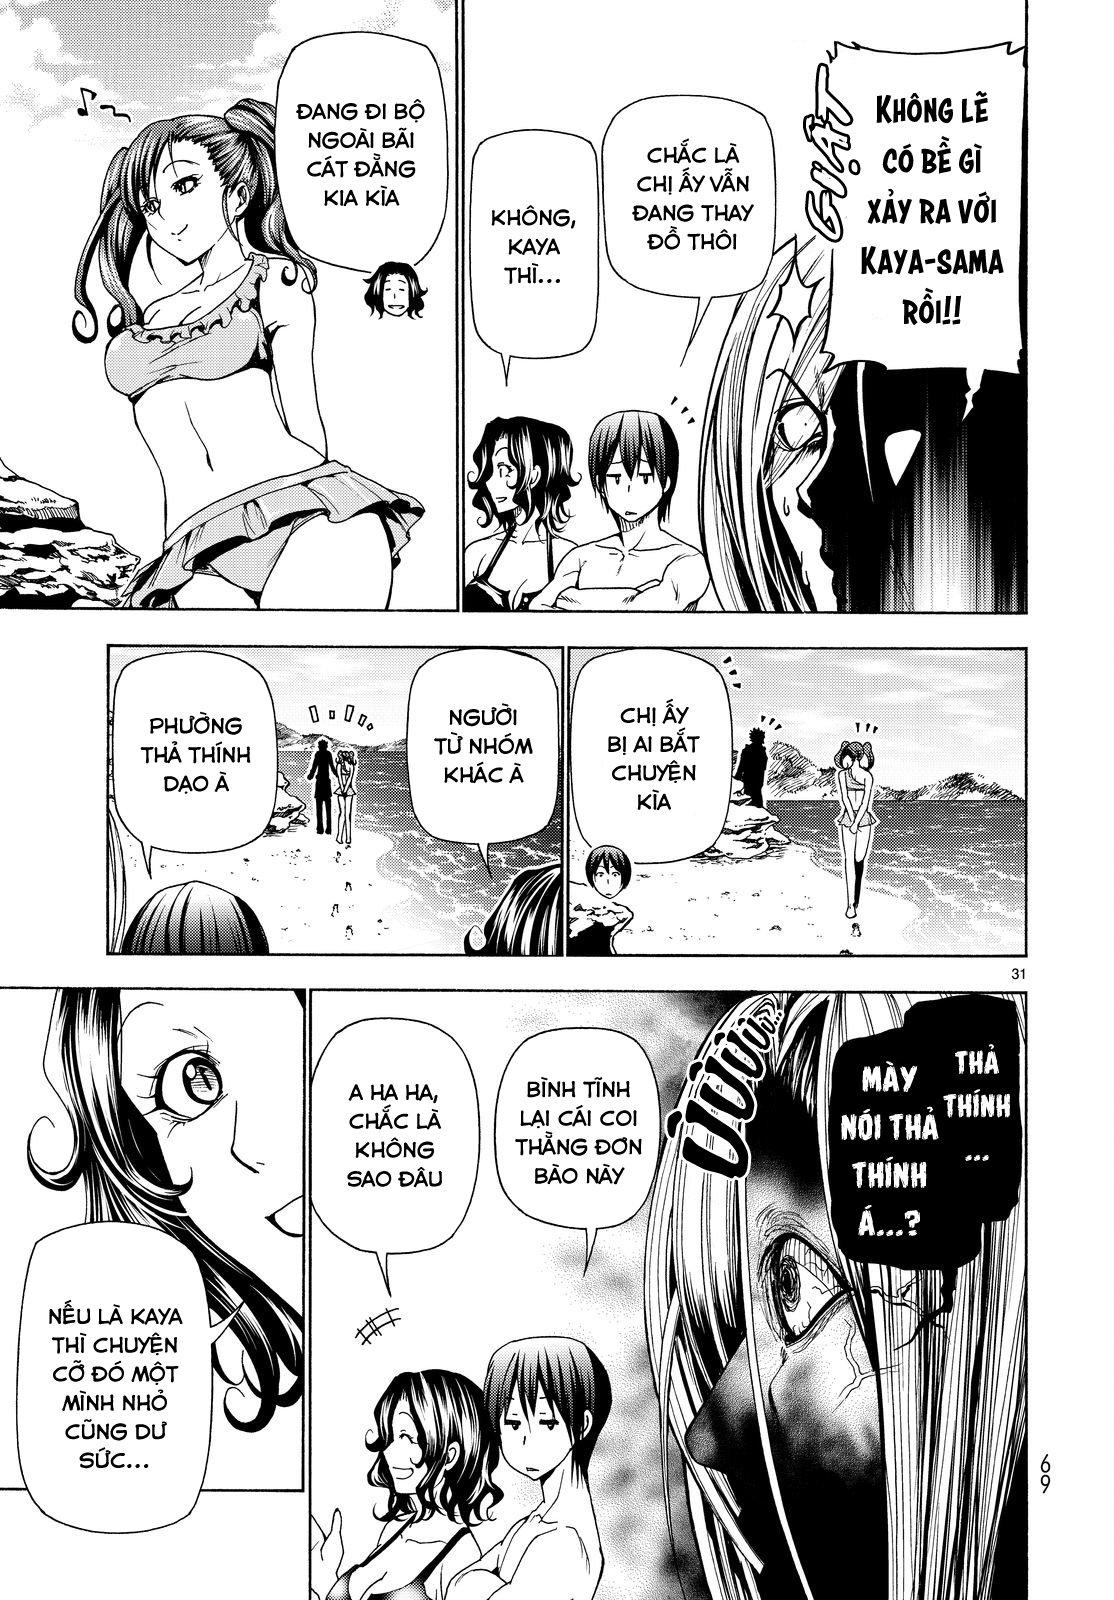 KHÔNG LẼ
CÓ BỀ GÌ
XẢY RA VỚI
KAYA-SAMA
RỒI!!
GIẬT
CHẮC LÀ
CHỊ ẤY VẪN
ĐANG THAY
ĐỒ THÔI
KHÔNG,
KAYA
THÌ...
ĐANG ĐI BỘ
NGOÀI BÃI
CÁT ĐẰNG
KIA KÌA
CHỊ ẤY
BỊ AI BẮT
CHUYỆN
KÌA
NGƯỜI
TỪ NHÓM
KHÁC À
PHƯỜNG
THẢ THÍNH
DẠO À
31
THẢ
THÍNH
...
MÀY
NÓI THẢ
THÍNH
Á...?
BÌNH TĨNH
LẠI CÁI COI
THẰNG ĐƠN
BÀO NÀY
A HA HA,
CHẮC LÀ
KHÔNG
SAO ĐÂU
NẾU LÀ KAYA
THÌ CHUYỆN
CỠ ĐÓ MỘT
MÌNH NHỎ
CŨNG DƯ
SỨC...
69